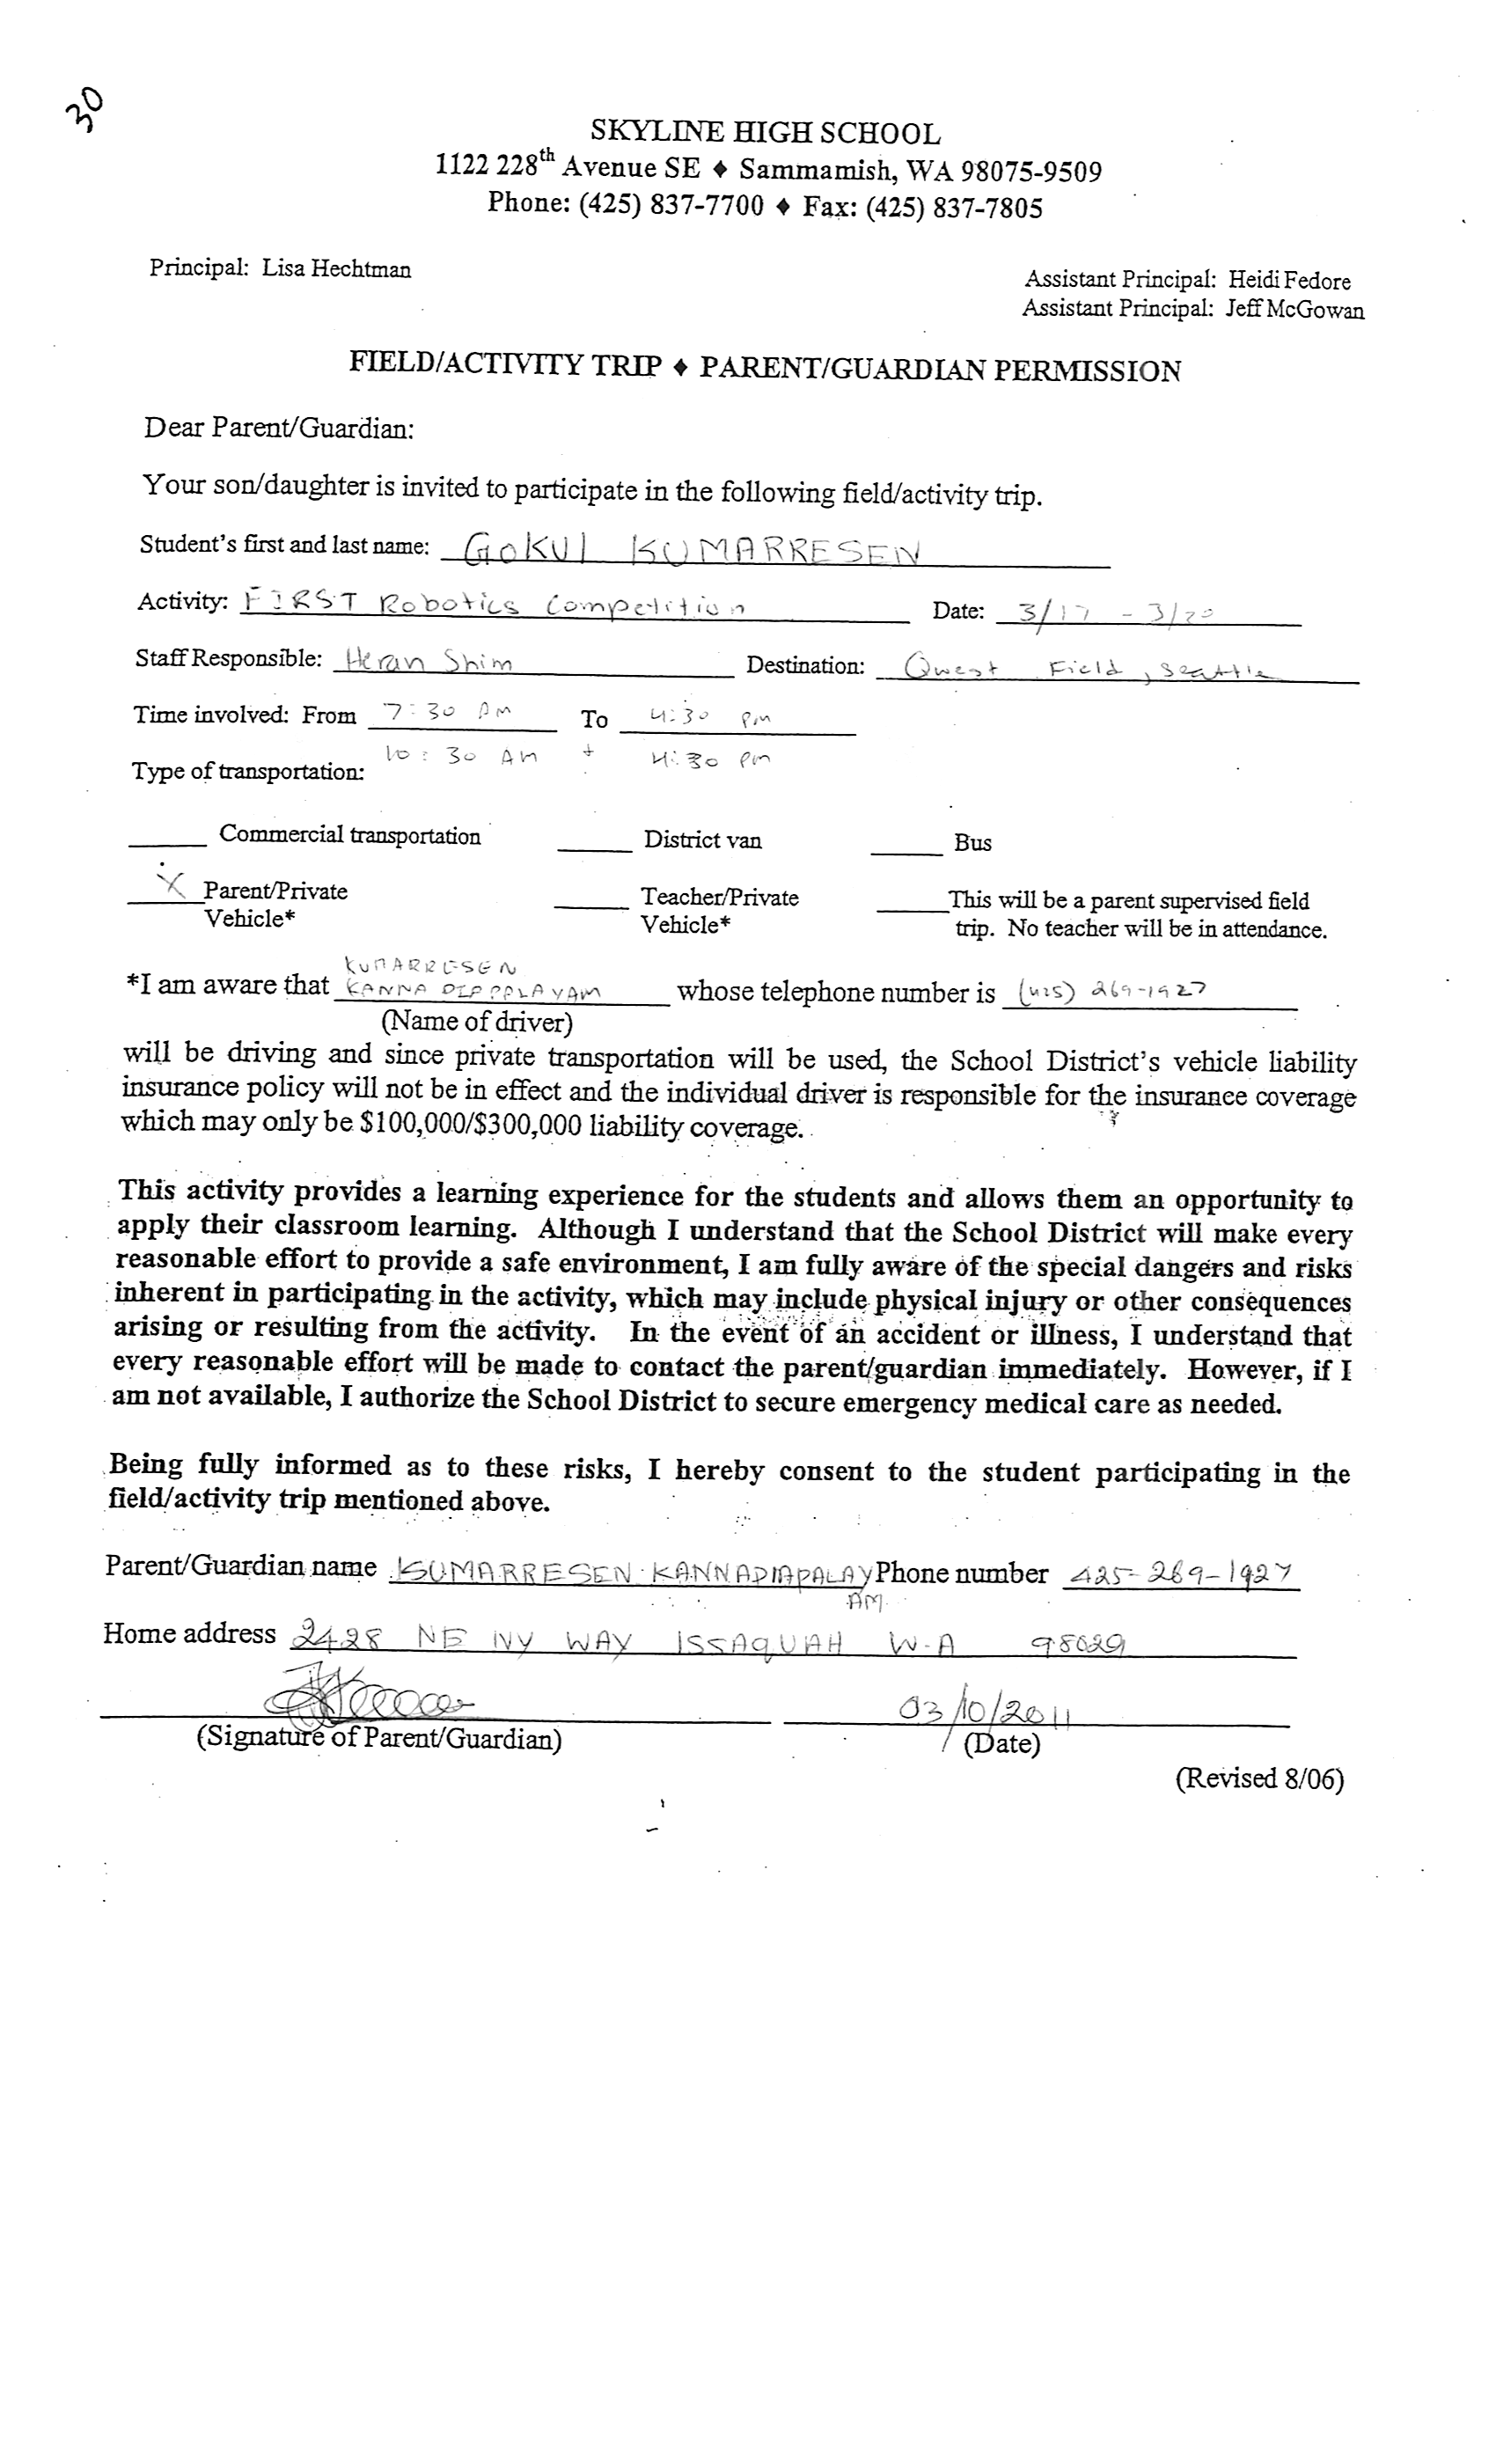 30
SKYLINE HIGH SCHOOL
1122 228th Avenue SE ♦ Sammamish, WA 98075-9509
Phone: (425) 837-7700 ♦ Fax: (425) 837-7805
Principal: Lisa Hechtman
Assistant Principal: Heidi Fedore
Assistant Principal: Jeff McGowan
FIELD/ACTIVITY TRIP ♦ PARENT/GUARDIAN PERMISSION
Dear Parent/Guardian:
Your son/daughter is invited to participate in the following field/activity trip.
Student's first and last name: GOKUL KUMARRESEN
Activity: FIRST Robotics Competition Date: 3/17 - 3/20
Staff Responsible: Heran Shim Destination: Qwest Field, Seattle
Time involved: From 7:30 AM To 4:30 PM
10:30 AM + 4:30 PM
Type of transportation:
Commercial transportation District van Bus
X Parent/Private Teacher/Private This will be a parent supervised field
Vehicle* Vehicle* trip. No teacher will be in attendance.
KUMARRESEN
*I am aware that KANNADIAPPALAYAM whose telephone number is (425) 269-1927
(Name of driver)
will be driving and since private transportation will be used, the School District's vehicle liability
insurance policy will not be in effect and the individual driver is responsible for the insurance coverage
which may only be $100,000/$300,000 liability coverage.
This activity provides a learning experience for the students and allows them an opportunity to
apply their classroom learning. Although I understand that the School District will make every
reasonable effort to provide a safe environment, I am fully aware of the special dangers and risks
inherent in participating in the activity, which may include physical injury or other consequences
arising or resulting from the activity. In the event of an accident or illness, I understand that
every reasonable effort will be made to contact the parent/guardian immediately. However, if I
am not available, I authorize the School District to secure emergency medical care as needed.
Being fully informed as to these risks, I hereby consent to the student participating in the
field/activity trip mentioned above.
Parent/Guardian name KUMARRESEN KANNADIAPALAY Phone number 425-269-1927
AM
Home address 2428 NE IVY WAY ISSAQUAH W-A 98029
03/10/2011
(Signature of Parent/Guardian) (Date)
(Revised 8/06)